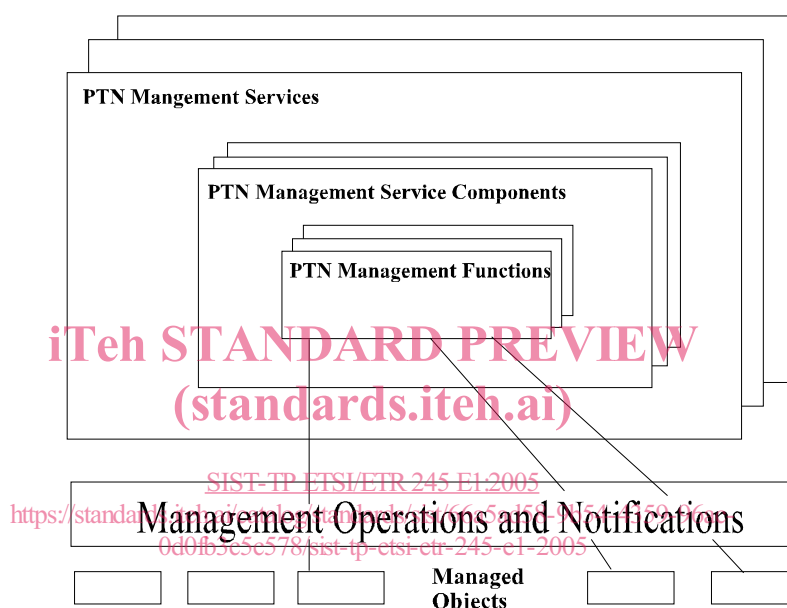 PTN Mangement Services
PTN Management Service Components
PTN Management Functions
iTeh STANDARD PREVIEW
(standards.iteh.ai)
SIST-TP ETSI/ETR 245 E1:2005
Management Operations and Notifications
0d0fb3c5c578/sist-tp-etsi-etr-245-e1-2005
Managed
Objects